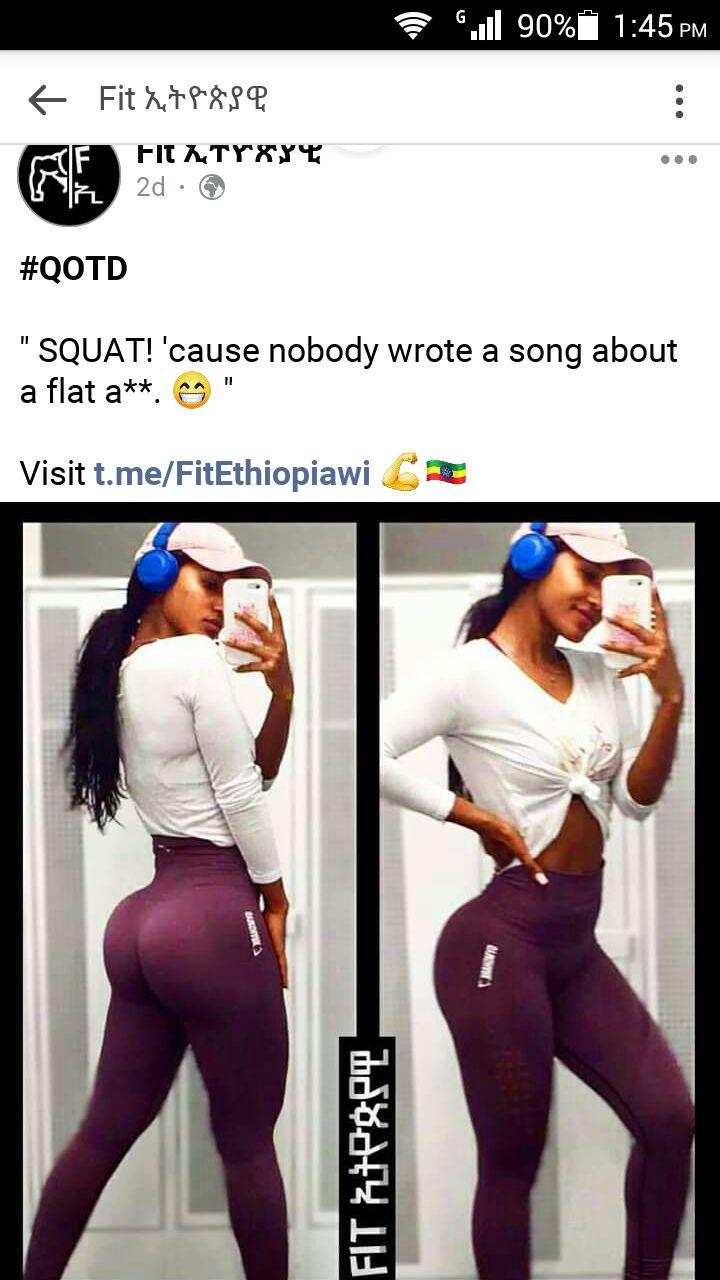 G 90% 1:45 PM
Fit ኢትዮጵያዊ
Fit ኢትዮጵያዊ
2d ·
F
ኢ
#QOTD
" SQUAT! 'cause nobody wrote a song about
a flat a**. 😁 "
Visit t.me/FitEthiopiawi 💪🇪🇹
FIT ኢትዮጵያዊ